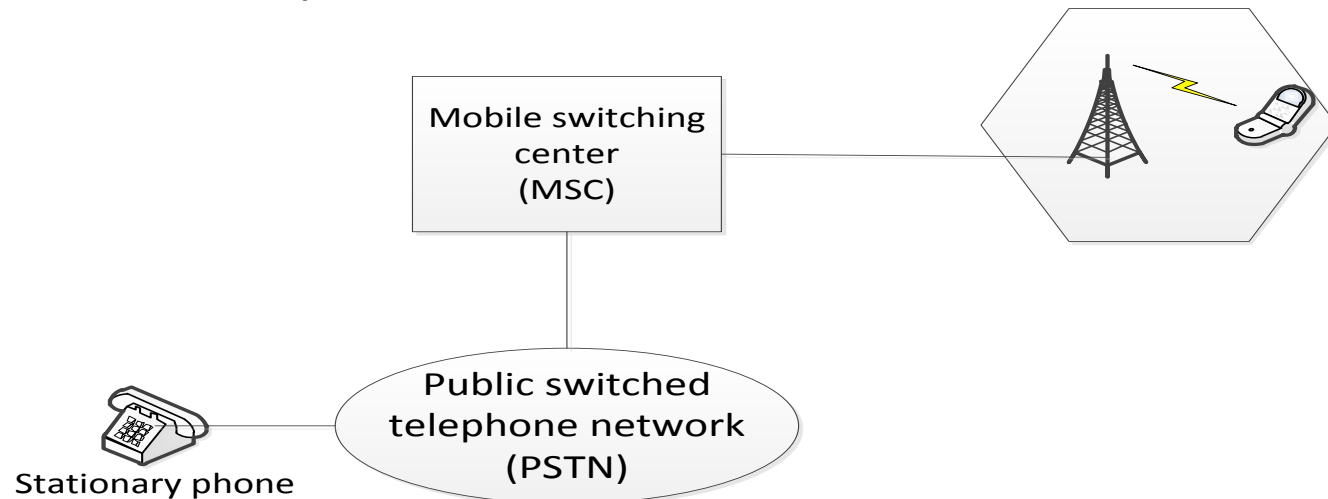 Mobile switching
center
(MSC)
Public switched
telephone network
(PSTN)
Stationary phone